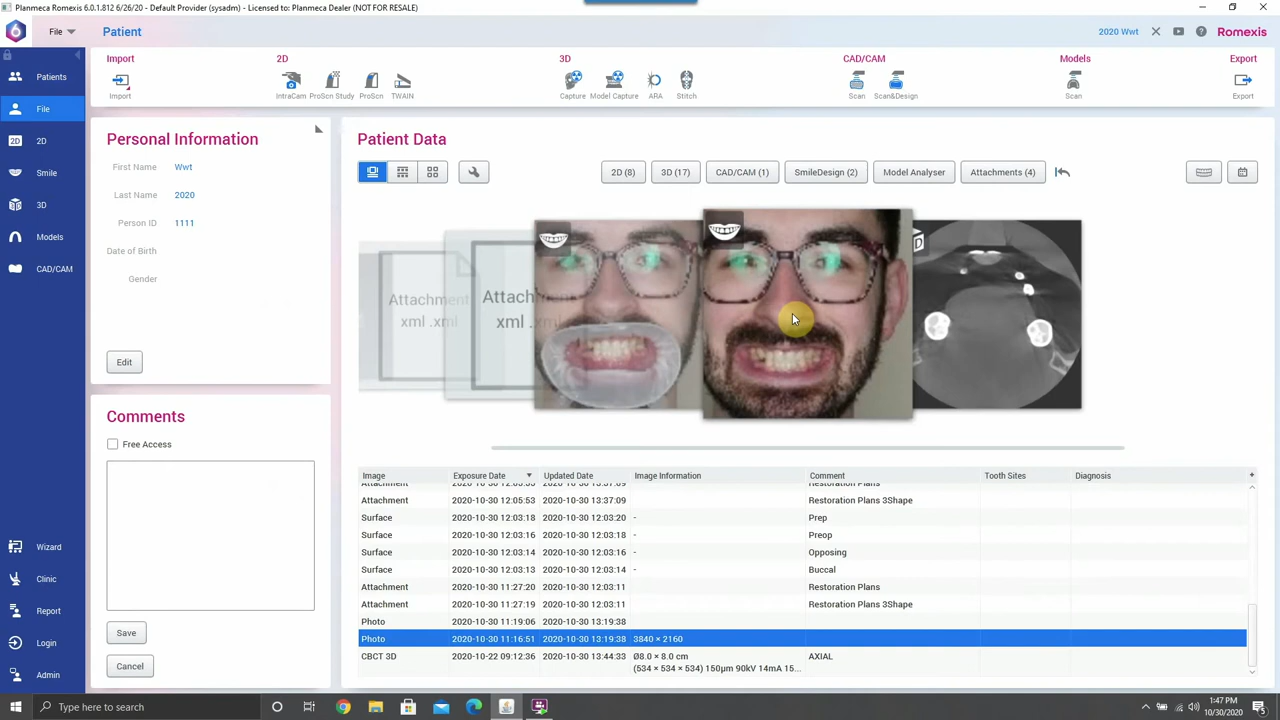 Planmeca Romexis 6.0.1.812 6/26/20 - Default Provider (sysadm) - Licensed to: Planmeca Dealer (NOT FOR RESALE)
File
Patient
2020 Wwt
Romexis
Import
2D
3D
CAD/CAM
Models
Export
Import
IntraCam
ProScn Study
ProScn
TWAIN
Capture
Model Capture
ARA
Stitch
Scan
Scan&Design
Scan
Export
Patients
File
2D
Smile
3D
Models
CAD/CAM
Wizard
Clinic
Report
Login
Admin
Personal Information
First Name Wwt
Last Name 2020
Person ID 1111
Date of Birth
Gender
Edit
Comments
Free Access
Save
Cancel
Patient Data
2D (8)
3D (17)
CAD/CAM (1)
SmileDesign (2)
Model Analyser
Attachments (4)
Attachment
xml .xml
Image Exposure Date Updated Date Image Information Comment Tooth Sites Diagnosis
Attachment 2020-10-30 12:05:53 2020-10-30 13:37:09 Restoration Plans 3Shape
Surface 2020-10-30 12:03:18 2020-10-30 12:03:20 - Prep
Surface 2020-10-30 12:03:16 2020-10-30 12:03:18 - Preop
Surface 2020-10-30 12:03:14 2020-10-30 12:03:16 - Opposing
Surface 2020-10-30 12:03:13 2020-10-30 12:03:14 - Buccal
Attachment 2020-10-30 11:27:20 2020-10-30 12:03:11 Restoration Plans
Attachment 2020-10-30 11:27:19 2020-10-30 12:03:11 Restoration Plans 3Shape
Photo 2020-10-30 11:19:06 2020-10-30 13:19:38
Photo 2020-10-30 11:16:51 2020-10-30 13:19:38 3840 × 2160
CBCT 3D 2020-10-22 09:12:36 2020-10-30 13:44:33 Ø8.0 × 8.0 cm AXIAL
(534 × 534 × 534) 150µm 90kV 14mA 15...
Type here to search
1:47 PM
10/30/2020